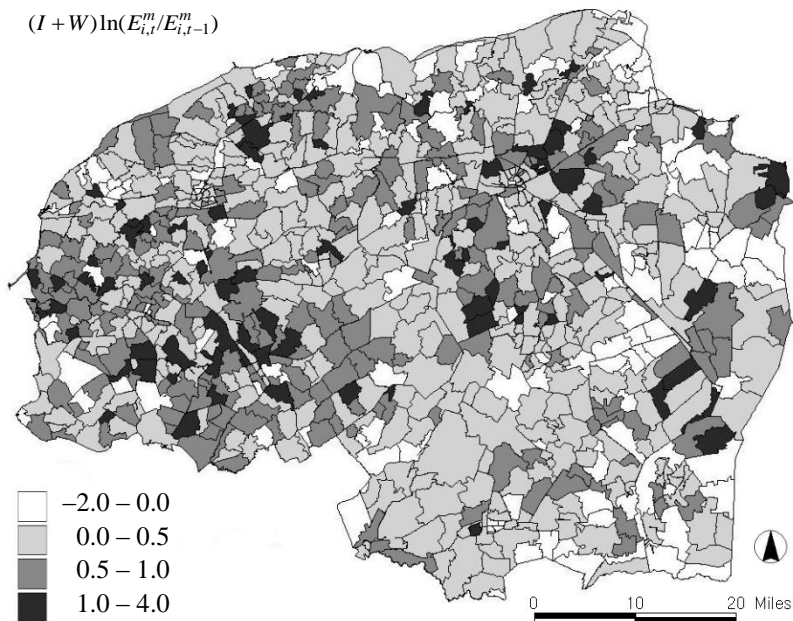 (I + W) ln(E^m_{i,t}/E^m_{i,t−1})
−2.0 – 0.0
0.0 – 0.5
0.5 – 1.0
1.0 – 4.0
0 10 20 Miles